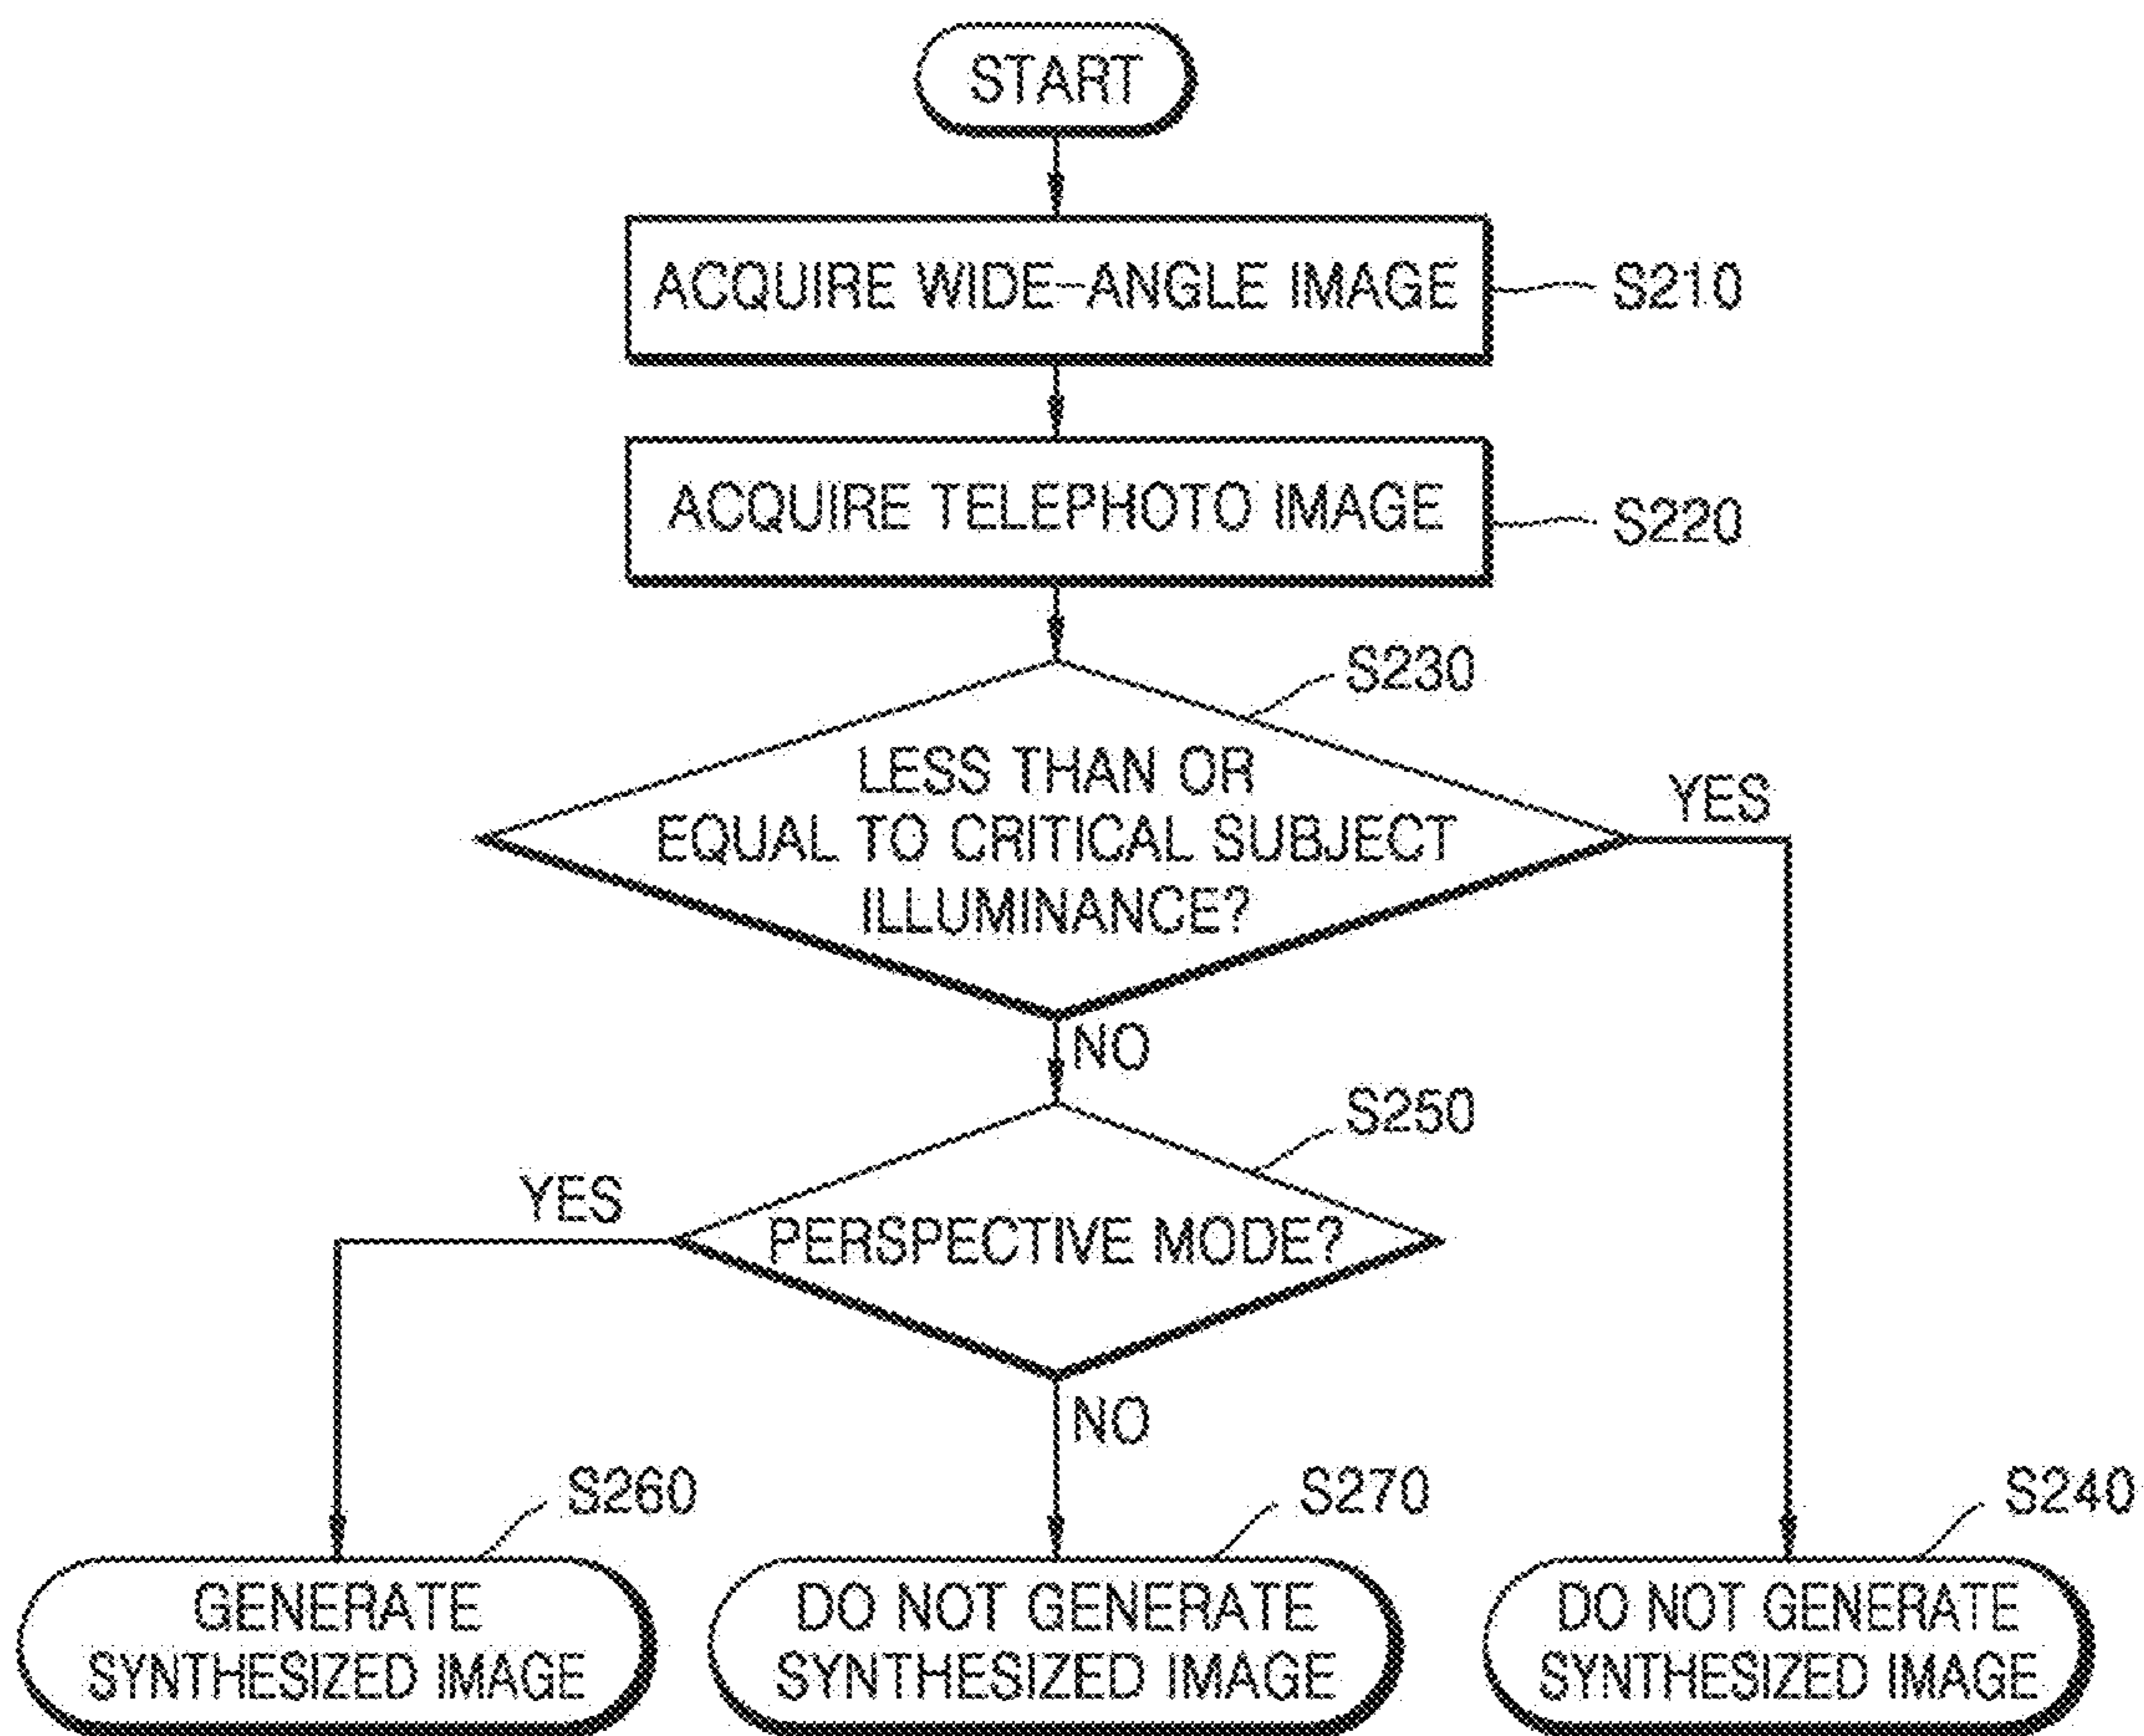 START
ACQUIRE WIDE-ANGLE IMAGE
S210
ACQUIRE TELEPHOTO IMAGE
S220
S230
LESS THAN OR
EQUAL TO CRITICAL SUBJECT
ILLUMINANCE?
YES
NO
S250
PERSPECTIVE MODE?
YES
NO
S260
GENERATE
SYNTHESIZED IMAGE
S270
DO NOT GENERATE
SYNTHESIZED IMAGE
S240
DO NOT GENERATE
SYNTHESIZED IMAGE